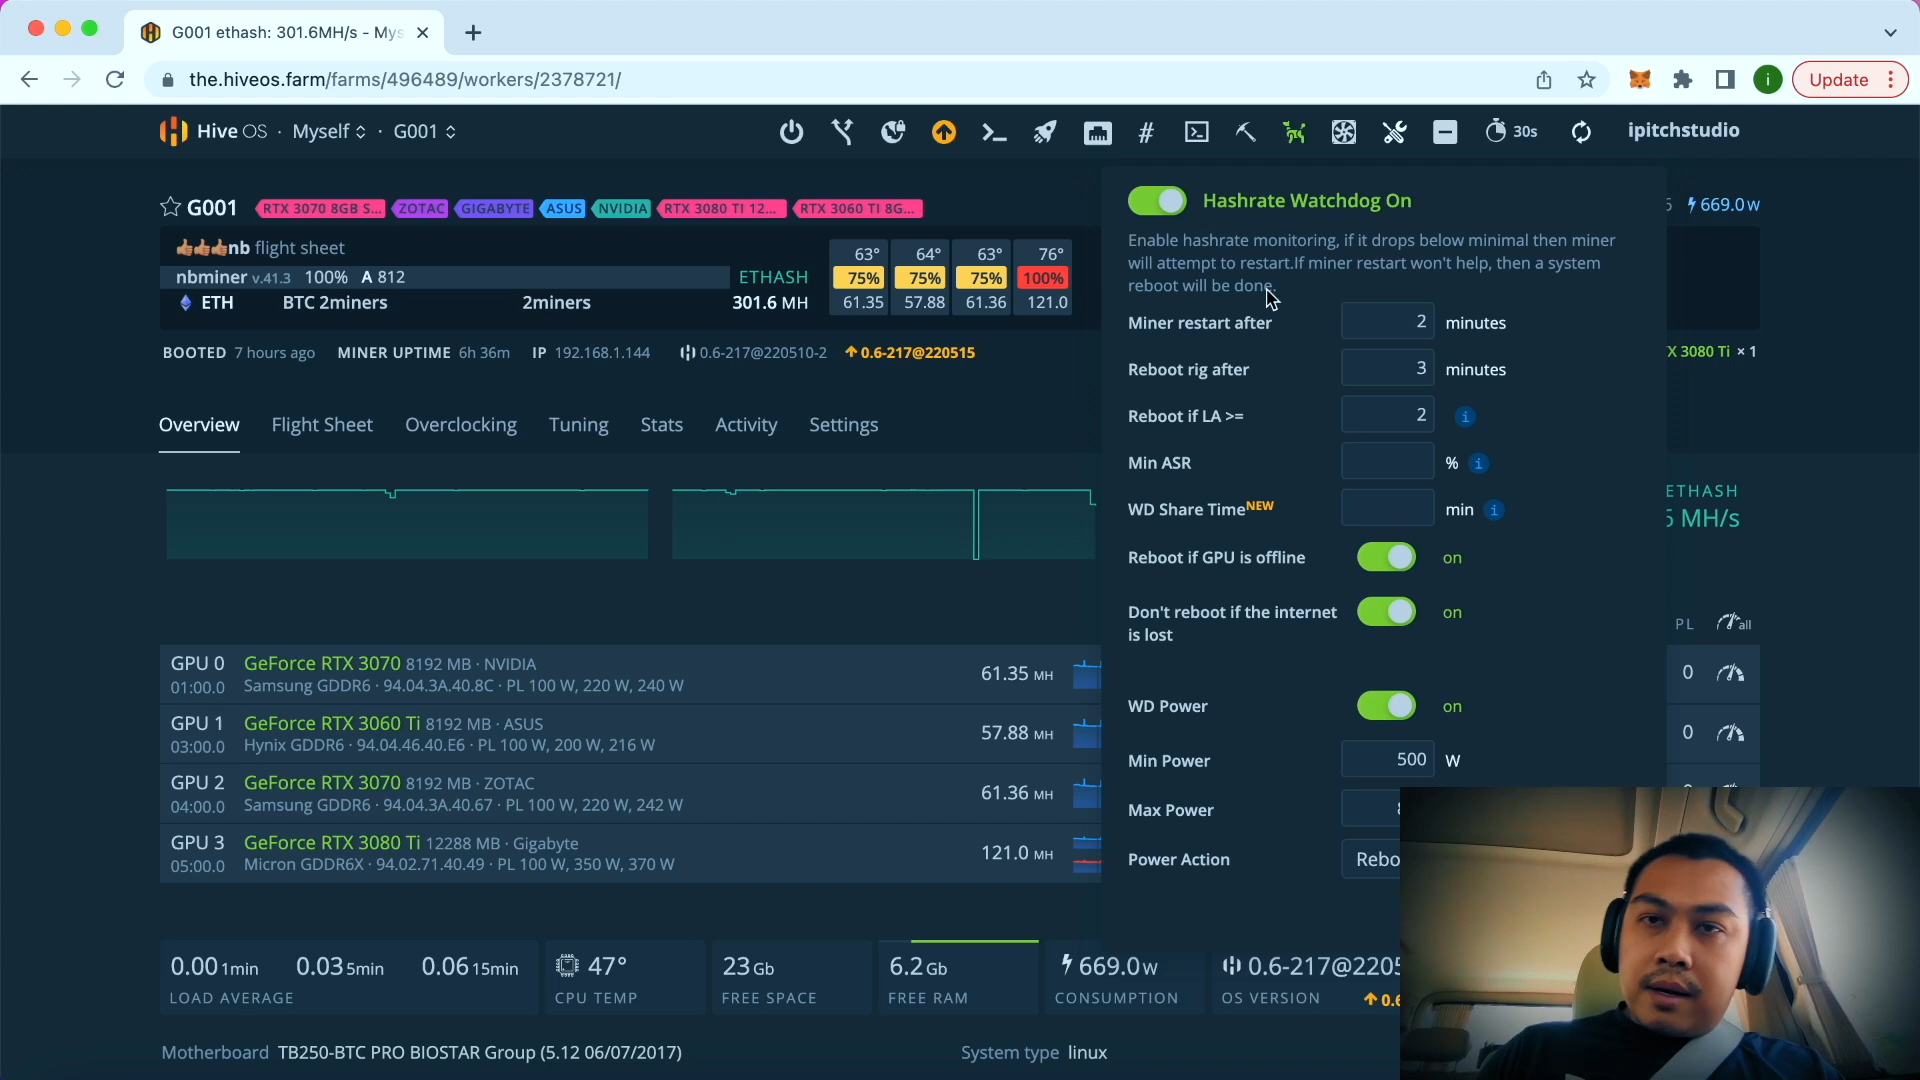 G001 ethash: 301.6MH/s - Mys
the.hiveos.farm/farms/496489/workers/2378721/
i
Update
Hive OS · Myself · G001
30s
ipitchstudio
G001
RTX 3070 8GB S...
ZOTAC
GIGABYTE
ASUS
NVIDIA
RTX 3080 TI 12...
RTX 3060 TI 8G...
669.0 W
nb flight sheet
nbminer v.41.3 100% A 812
ETHASH
ETH BTC 2miners 2miners 301.6 MH
63° 64° 63° 76°
75% 75% 75% 100%
61.35 57.88 61.36 121.0
BOOTED 7 hours ago MINER UPTIME 6h 36m IP 192.168.1.144 0.6-217@220510-2 0.6-217@220515
X 3080 Ti × 1
Overview Flight Sheet Overclocking Tuning Stats Activity Settings
Hashrate Watchdog On
Enable hashrate monitoring, if it drops below minimal then miner
will attempt to restart.If miner restart won't help, then a system
reboot will be done.
Miner restart after 2 minutes
Reboot rig after 3 minutes
Reboot if LA >= 2 i
Min ASR % i
WD Share Time NEW min i
Reboot if GPU is offline on
Don't reboot if the internet
is lost
on
WD Power on
Min Power 500 W
Max Power
Power Action Rebo
ETHASH
MH/s
PL all
GPU 0 GeForce RTX 3070 8192 MB · NVIDIA
01:00.0 Samsung GDDR6 · 94.04.3A.40.8C · PL 100 W, 220 W, 240 W
61.35 MH
0
GPU 1 GeForce RTX 3060 Ti 8192 MB · ASUS
03:00.0 Hynix GDDR6 · 94.04.46.40.E6 · PL 100 W, 200 W, 216 W
57.88 MH
0
GPU 2 GeForce RTX 3070 8192 MB · ZOTAC
04:00.0 Samsung GDDR6 · 94.04.3A.40.67 · PL 100 W, 220 W, 242 W
61.36 MH
GPU 3 GeForce RTX 3080 Ti 12288 MB · Gigabyte
05:00.0 Micron GDDR6X · 94.02.71.40.49 · PL 100 W, 350 W, 370 W
121.0 MH
0.00 1min 0.03 5min 0.06 15min
LOAD AVERAGE
47°
CPU TEMP
23 Gb
FREE SPACE
6.2 Gb
FREE RAM
669.0 W
CONSUMPTION
0.6-217@2205
OS VERSION 0.6
Motherboard TB250-BTC PRO BIOSTAR Group (5.12 06/07/2017)
System type linux